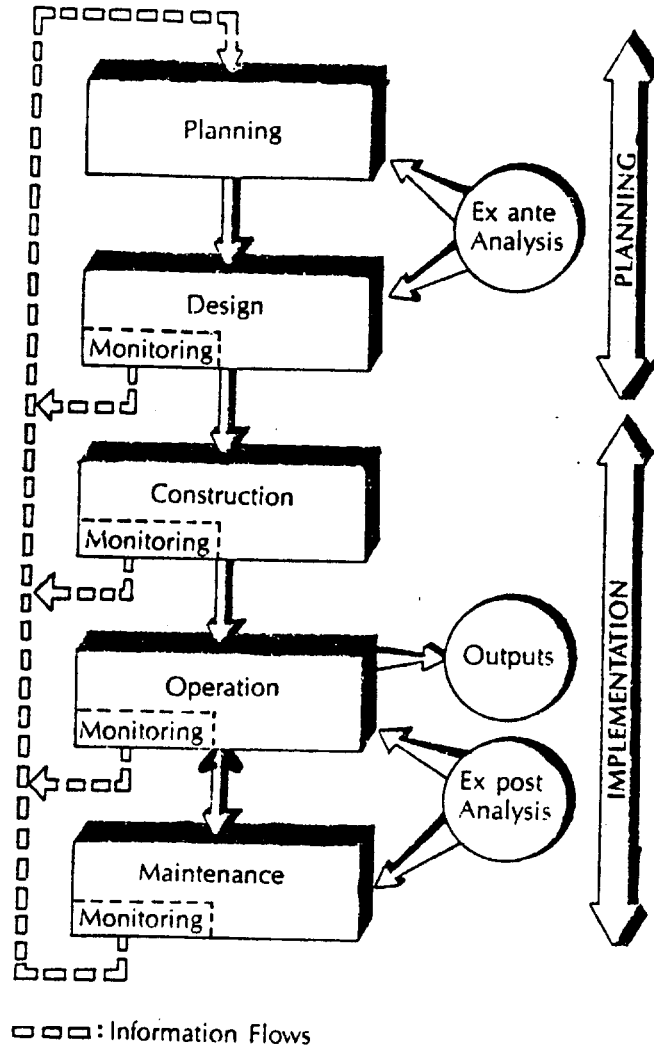 Planning
Ex ante
Analysis
PLANNING
Design
Monitoring
Construction
Monitoring
Outputs
Operation
Monitoring
Ex post
Analysis
IMPLEMENTATION
Maintenance
Monitoring
: Information Flows